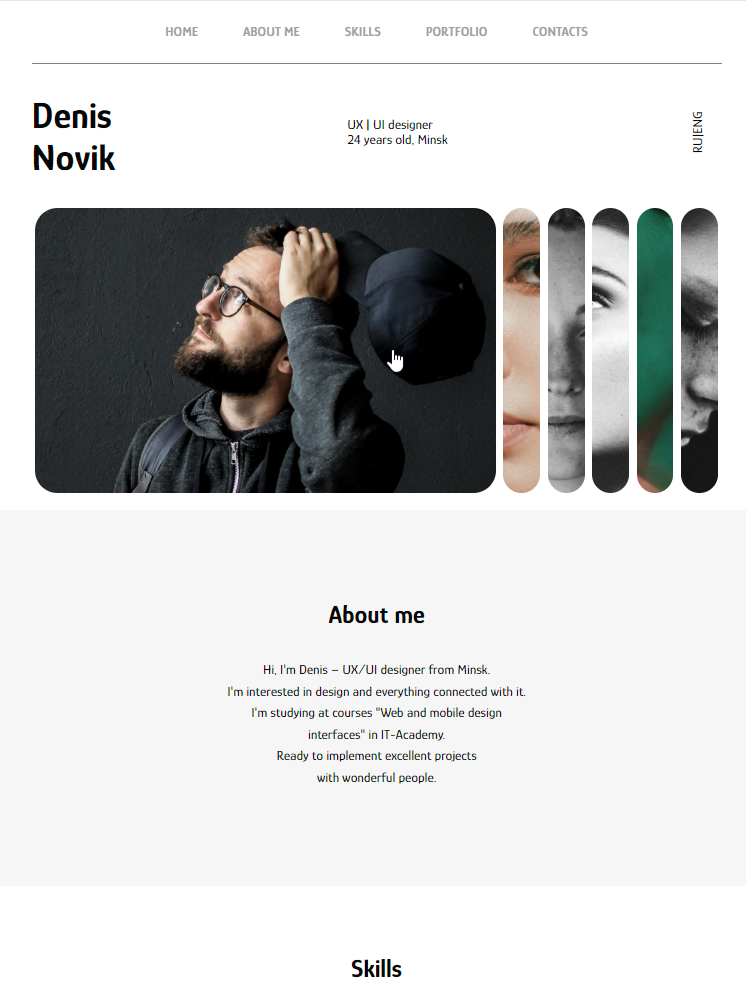 HOME ABOUT ME SKILLS PORTFOLIO CONTACTS
Denis
Novik
UX | UI designer
24 years old, Minsk
RU|ENG
About me
Hi, I'm Denis – UX/UI designer from Minsk.
I'm interested in design and everything connected with it.
I'm studying at courses "Web and mobile design
interfaces" in IT-Academy.
Ready to implement excellent projects
with wonderful people.
Skills